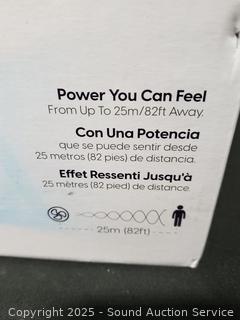 Power You Can Feel
From Up To 25m/82ft Away.
Con Una Potencia
que se puede sentir desde
25 metros (82 pies) de distancia.
Effet Ressenti Jusqu'à
25 mètres (82 pied) de distance.
25m (82ft)
Copyright 2025 - Sound Auction Service